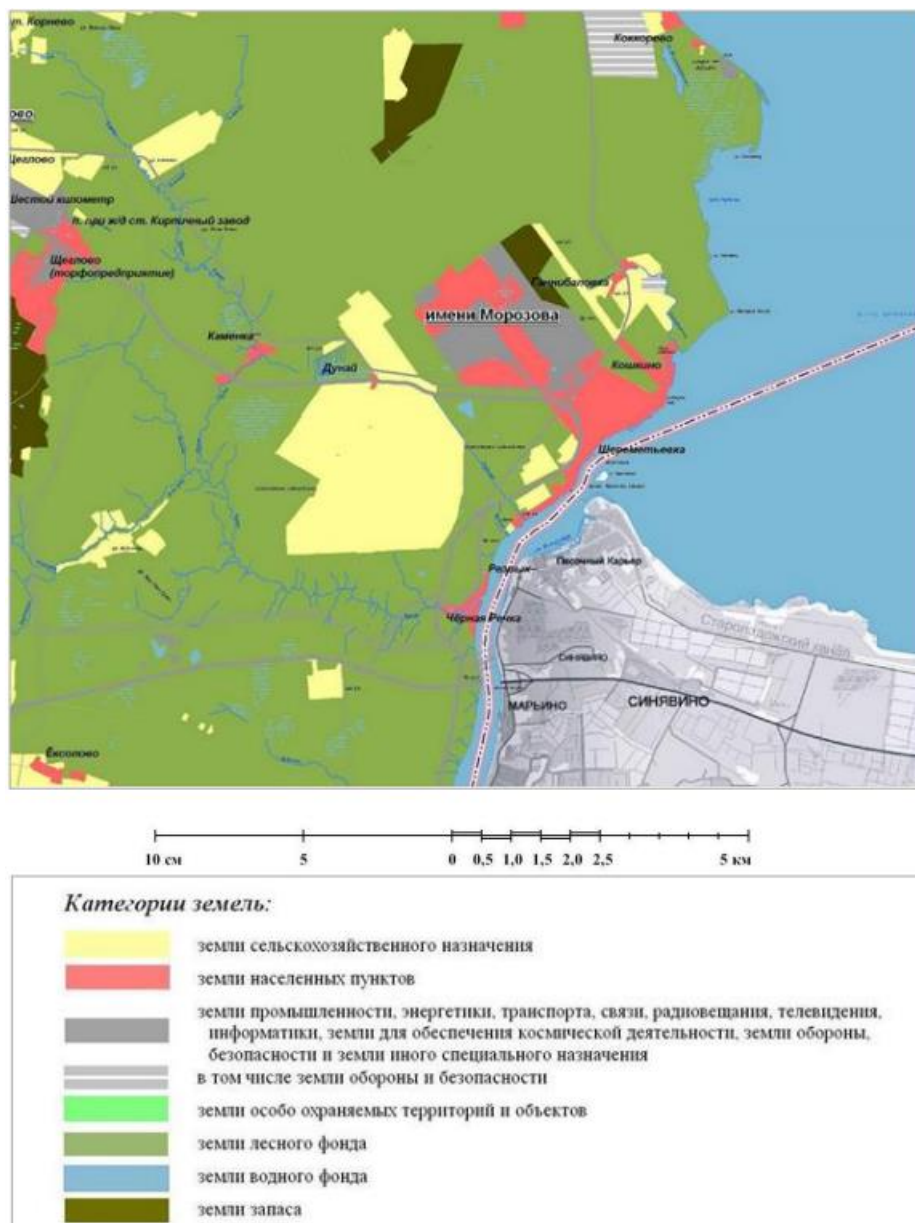 т. Корнево
Коккорево
ово
Щеглово
Шестой километр
п. при ж/д ст. Кирпичный завод
Щеглово
(торфопредприятие)
Ганнибаловка
имени Морозова
Каменка
Дунай
Кошкино
Шереметьевка
Песочный Карьер
Чёрная Речка
Староладожский канал
СИНЯВИНО
МАРЬИНО
СИНЯВИНО
Ёксолово
10 см 5 0 0,5 1,0 1,5 2,0 2,5 5 км
Категории земель:
земли сельскохозяйственного назначения
земли населенных пунктов
земли промышленности, энергетики, транспорта, связи, радиовещания, телевидения,
информатики, земли для обеспечения космической деятельности, земли обороны,
безопасности и земли иного специального назначения
в том числе земли обороны и безопасности
земли особо охраняемых территорий и объектов
земли лесного фонда
земли водного фонда
земли запаса